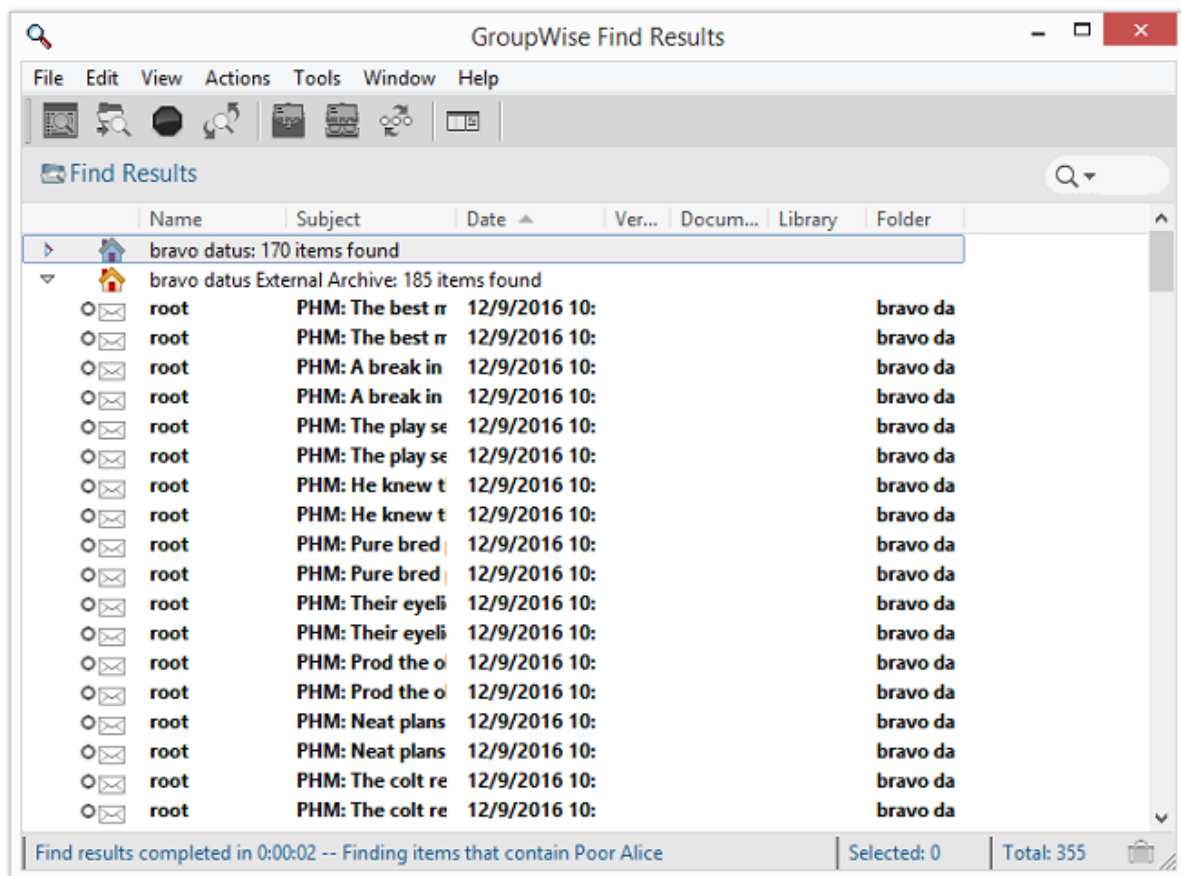 GroupWise Find Results
File Edit View Actions Tools Window Help
Find Results
Name Subject Date Ver... Docum... Library Folder
bravo datus: 170 items found
bravo datus External Archive: 185 items found
root PHM: The best m 12/9/2016 10: bravo da
root PHM: The best m 12/9/2016 10: bravo da
root PHM: A break in 12/9/2016 10: bravo da
root PHM: A break in 12/9/2016 10: bravo da
root PHM: The play se 12/9/2016 10: bravo da
root PHM: The play se 12/9/2016 10: bravo da
root PHM: He knew t 12/9/2016 10: bravo da
root PHM: He knew t 12/9/2016 10: bravo da
root PHM: Pure bred 12/9/2016 10: bravo da
root PHM: Pure bred 12/9/2016 10: bravo da
root PHM: Their eyeli 12/9/2016 10: bravo da
root PHM: Their eyeli 12/9/2016 10: bravo da
root PHM: Prod the ol 12/9/2016 10: bravo da
root PHM: Prod the ol 12/9/2016 10: bravo da
root PHM: Neat plans 12/9/2016 10: bravo da
root PHM: Neat plans 12/9/2016 10: bravo da
root PHM: The colt re 12/9/2016 10: bravo da
root PHM: The colt re 12/9/2016 10: bravo da
Find results completed in 0:00:02 -- Finding items that contain Poor Alice Selected: 0 Total: 355